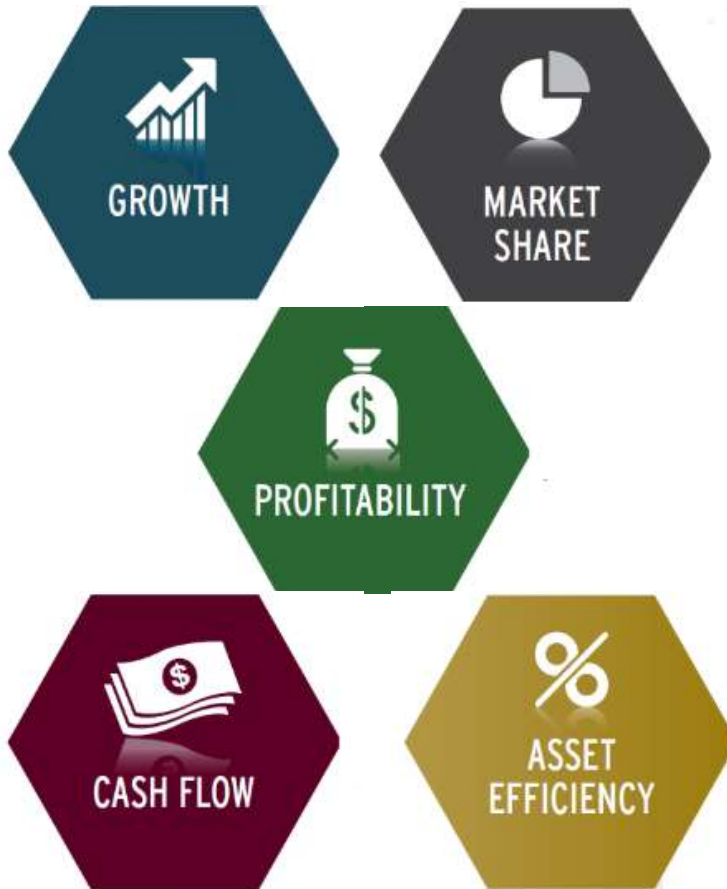 GROWTH
MARKET
SHARE
$
PROFITABILITY
$
CASH FLOW
%
ASSET
EFFICIENCY